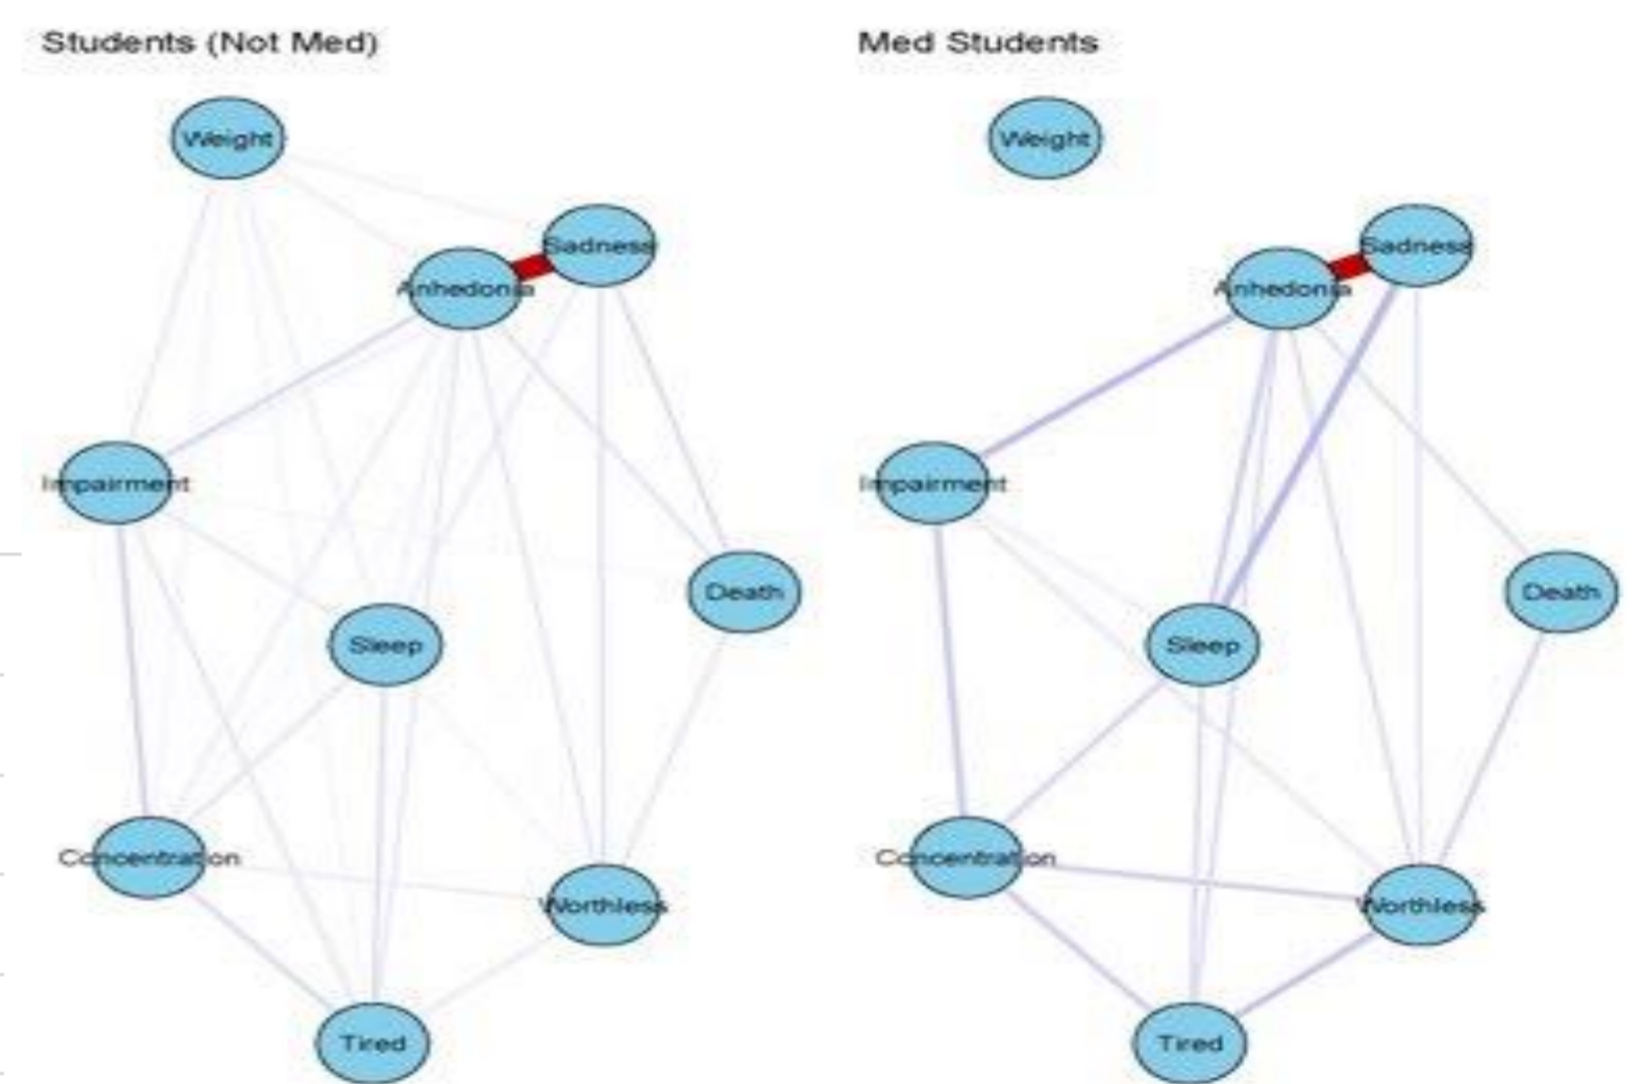 Students (Not Med)
Weight
Sadness
Anhedonia
Impairment
Death
Sleep
Concentration
Worthless
Tired
Med Students
Weight
Sadness
Anhedonia
Impairment
Death
Sleep
Concentration
Worthless
Tired